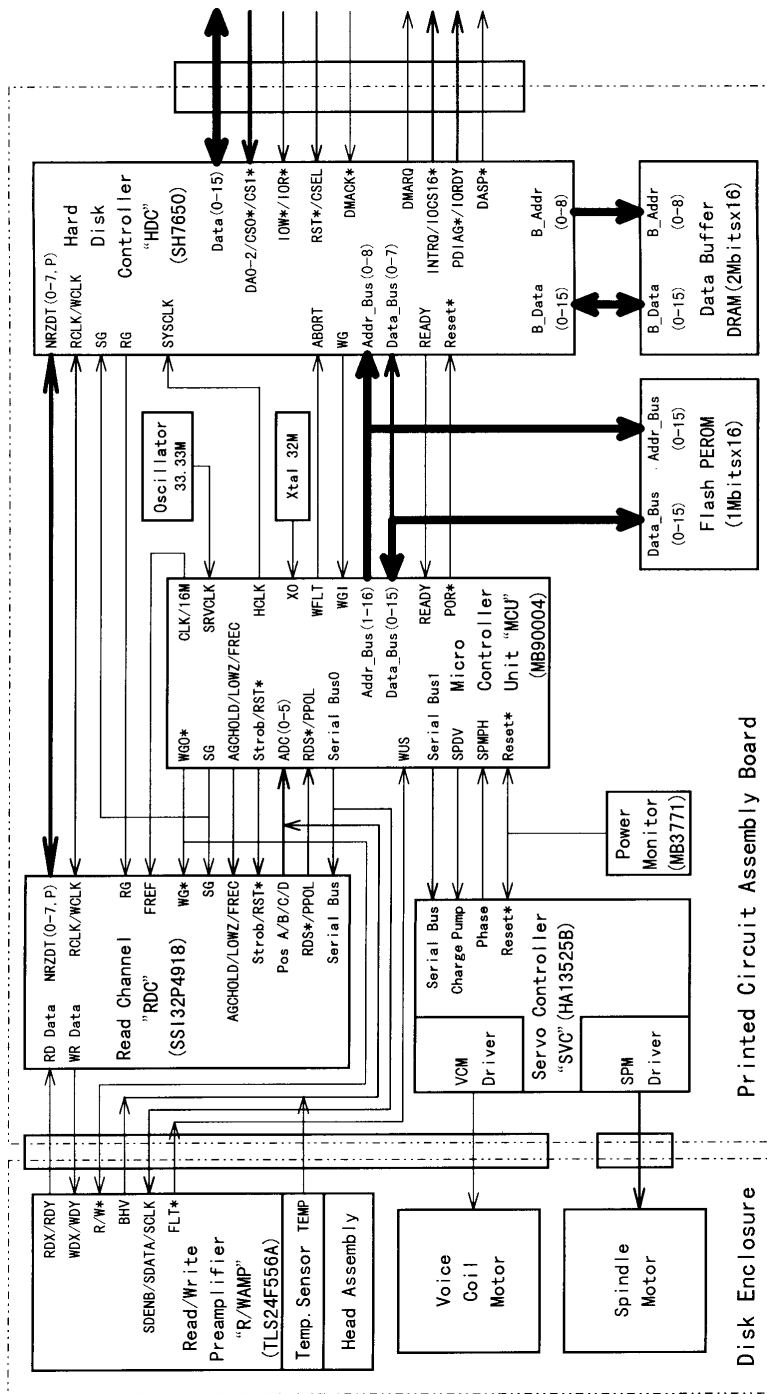 RDX/RDY
WDX/WDY
R/W*
BHV
SDENB/SDATA/SCLK
FLT*
Read/Write
Preamplifier
"R/WAMP"
(TLS24F556A)
Temp. Sensor TEMP
Head Assembly
Voice
Coil
Motor
Spindle
Motor
Disk Enclosure
RD Data
WR Data
NRZDT(0-7, P)
RCLK/WCLK
RG
FREF
WG*
SG
AGCHOLD/LOWZ/FREC
Strob/RST*
Pos A/B/C/D
RDS*/PPOL
Serial Bus
Read Channel
"RDC"
(SSI32P4918)
Serial Bus
Charge Pump
Phase
Reset*
VCM
Driver
Servo Controller
"SVC" (HA13525B)
SPM
Driver
Power
Monitor
(MB3771)
Printed Circuit Assembly Board
WGO*
SG
AGCHOLD/LOWZ/FREC
Strob/RST*
ADC(0-5)
RDS*/PPOL
Serial Bus0
WUS
Serial Bus1
SPDV
SPMPH
Reset*
CLK/16M
SRVCLK
HCLK
XO
WFLT
WGI
Addr_Bus(1-16)
Data_Bus(0-15)
READY
POR*
Micro
Controller
Unit "MCU"
(MB90004)
Oscillator
33.33M
Xtal 32M
Data_Bus
(0-15)
Addr_Bus
(0-15)
Flash PEROM
(1Mbitsx16)
NRZDT(0-7, P)
RCLK/WCLK
SG
RG
SYSCLK
ABORT
WG
Addr_Bus(0-8)
Data_Bus(0-7)
READY
Reset*
Hard
Disk
Controller
"HDC"
(SH7650)
Data(0-15)
DA0-2/CS0*/CS1*
IOW*/IOR*
RST*/CSEL
DMACK*
DMARQ
INTRQ/IOCS16*
PDIAG*/IORDY
DASP*
B_Data
(0-15)
B_Addr
(0-8)
B_Data
(0-15)
B_Addr
(0-8)
Data Buffer
DRAM(2Mbitsx16)